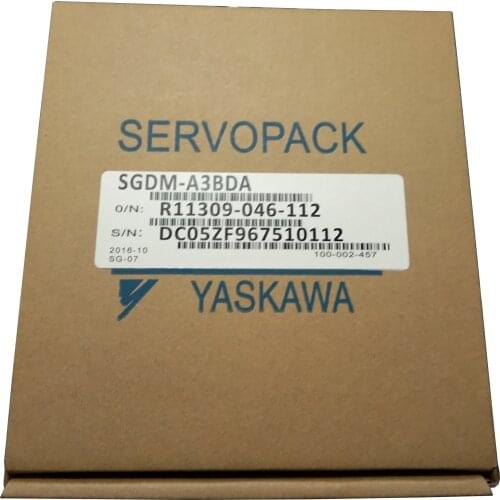 SERVOPACK
SGDM-A3BDA
O/N: R11309-046-112
S/N: DC05ZF967510112
2016-10
SG-07 100-002-457
YASKAWA